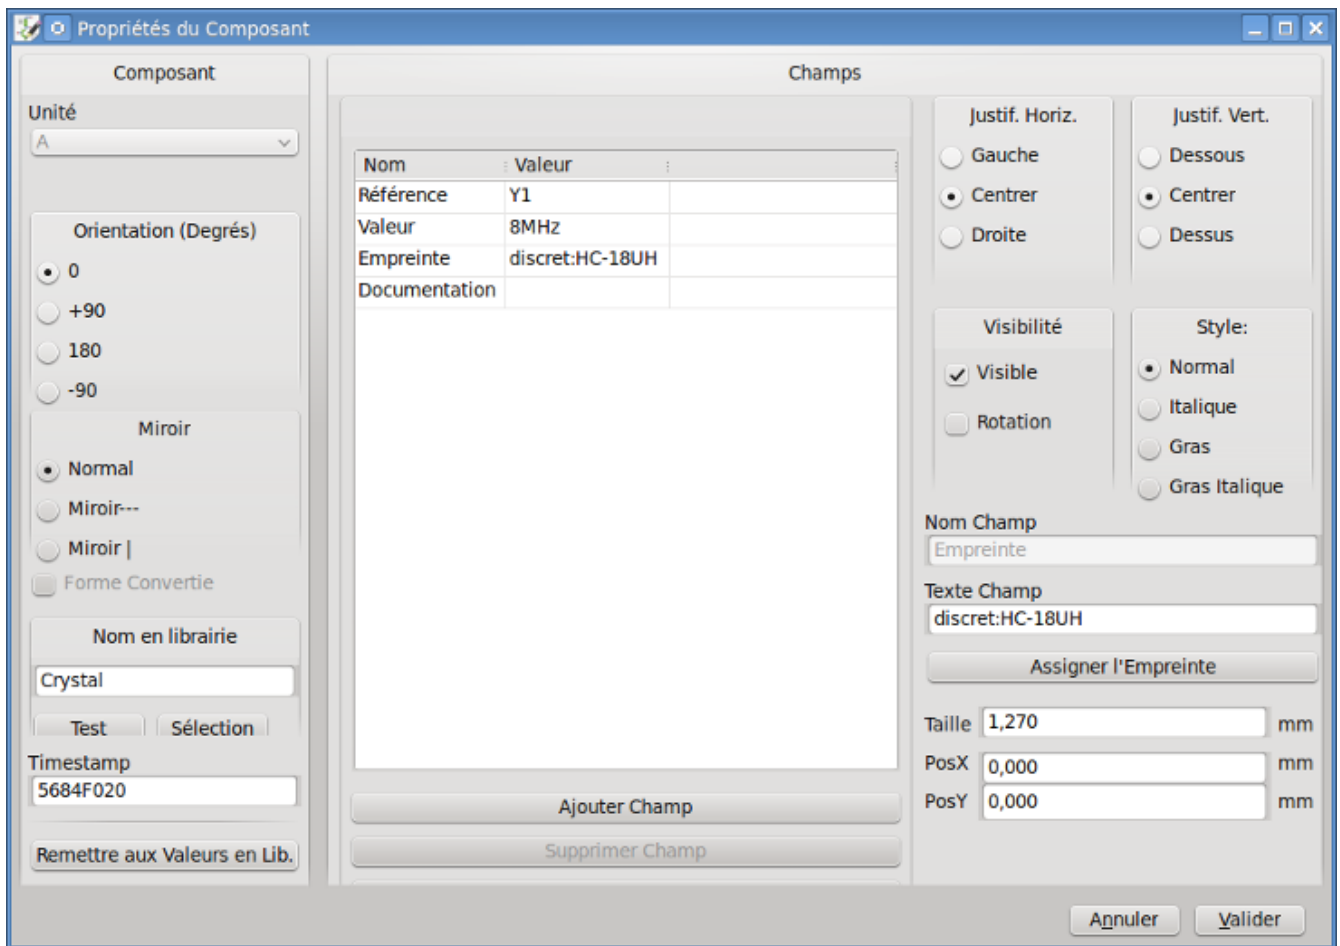 Propriétés du Composant
Composant
Unité
A
Orientation (Degrés)
0
+90
180
-90
Miroir
Normal
Miroir---
Miroir |
Forme Convertie
Nom en librairie
Crystal
Test Sélection
Timestamp
5684F020
Remettre aux Valeurs en Lib.
Champs
Nom Valeur
Référence Y1
Valeur 8MHz
Empreinte discret:HC-18UH
Documentation
Ajouter Champ
Supprimer Champ
Justif. Horiz.
Gauche
Centrer
Droite
Justif. Vert.
Dessous
Centrer
Dessus
Visibilité
Visible
Rotation
Style:
Normal
Italique
Gras
Gras Italique
Nom Champ
Empreinte
Texte Champ
discret:HC-18UH
Assigner l'Empreinte
Taille 1,270 mm
PosX 0,000 mm
PosY 0,000 mm
Annuler Valider